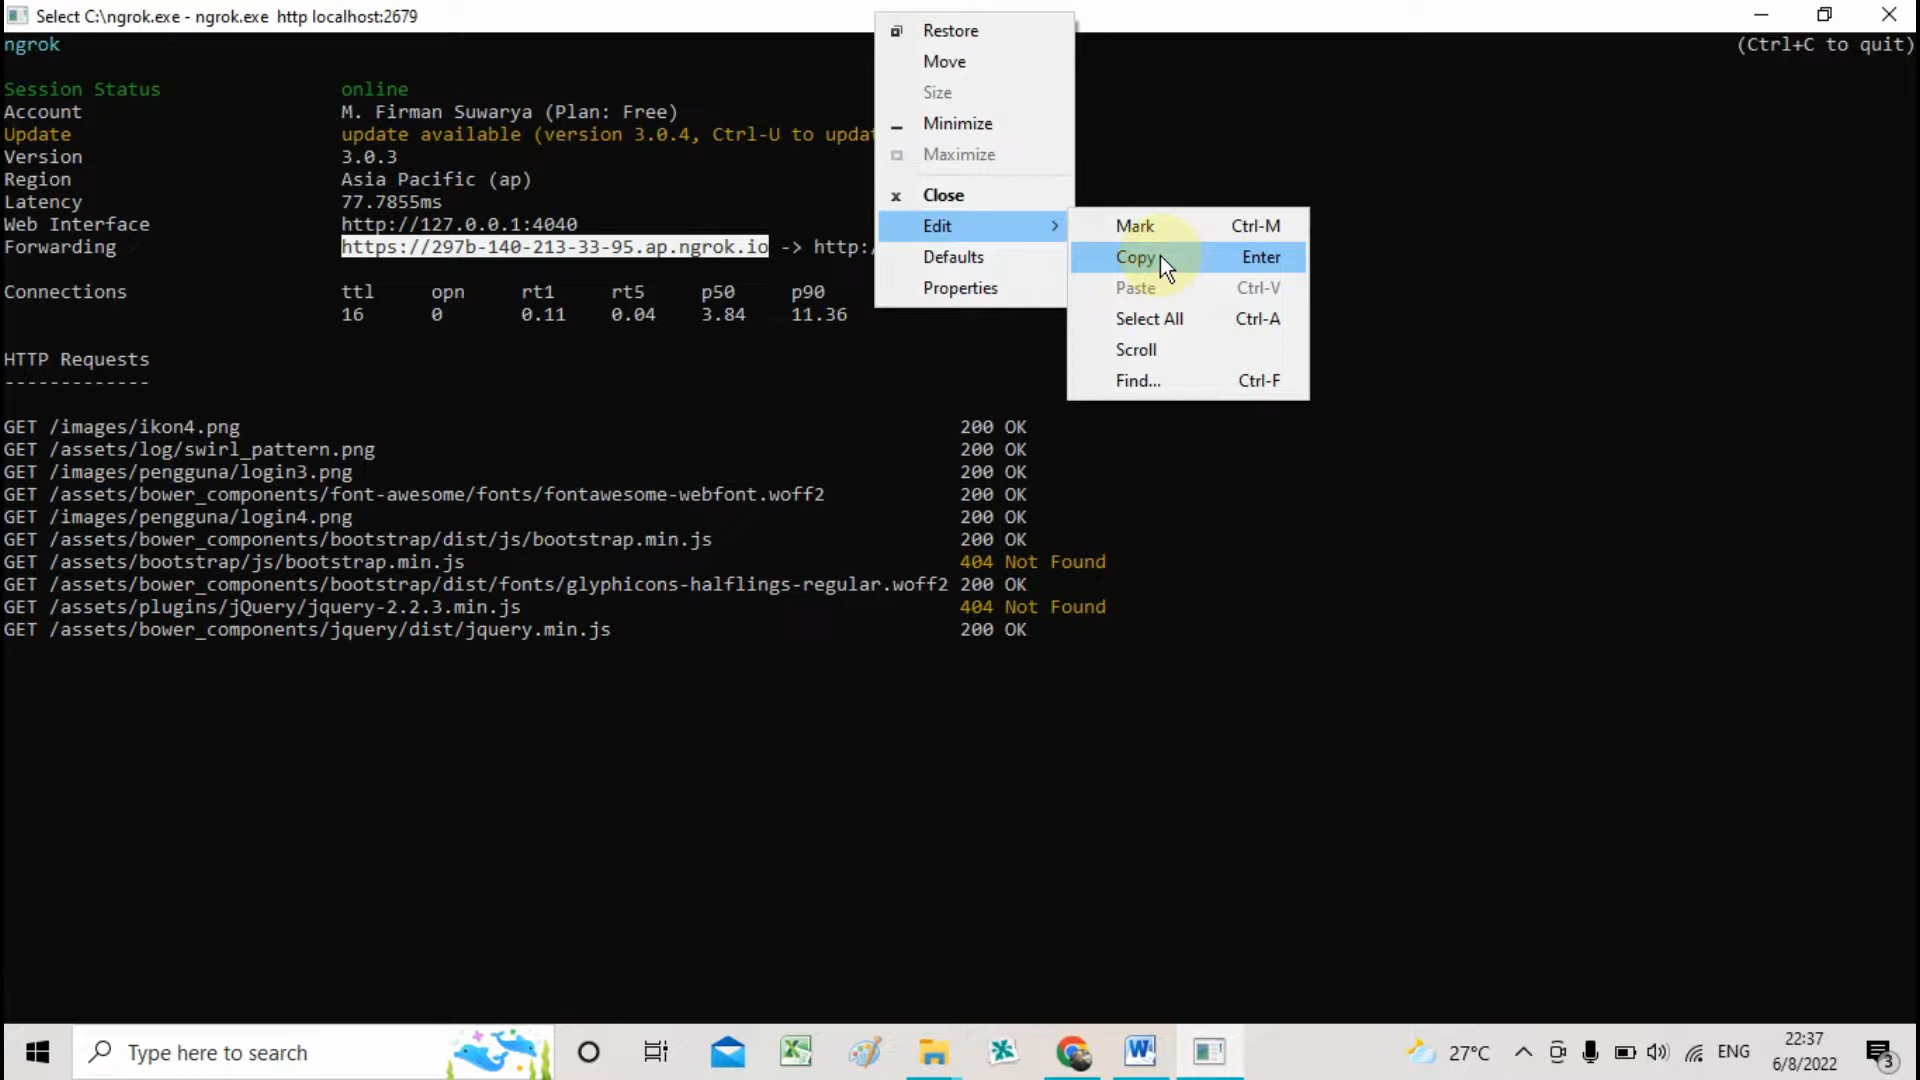 Select C:\ngrok.exe - ngrok.exe http localhost:2679
ngrok (Ctrl+C to quit)
Session Status online
Account M. Firman Suwarya (Plan: Free)
Update update available (version 3.0.4, Ctrl-U to updat
Version 3.0.3
Region Asia Pacific (ap)
Latency 77.7855ms
Web Interface http://127.0.0.1:4040
Forwarding https://297b-140-213-33-95.ap.ngrok.io -> http:/
Connections ttl opn rt1 rt5 p50 p90
16 0 0.11 0.04 3.84 11.36
HTTP Requests
-------------
GET /images/ikon4.png 200 OK
GET /assets/log/swirl_pattern.png 200 OK
GET /images/pengguna/login3.png 200 OK
GET /assets/bower_components/font-awesome/fonts/fontawesome-webfont.woff2 200 OK
GET /images/pengguna/login4.png 200 OK
GET /assets/bower_components/bootstrap/dist/js/bootstrap.min.js 200 OK
GET /assets/bootstrap/js/bootstrap.min.js 404 Not Found
GET /assets/bower_components/bootstrap/dist/fonts/glyphicons-halflings-regular.woff2 200 OK
GET /assets/plugins/jQuery/jquery-2.2.3.min.js 404 Not Found
GET /assets/bower_components/jquery/dist/jquery.min.js 200 OK
Restore
Move
Size
Minimize
Maximize
Close
Edit
Defaults
Properties
Mark Ctrl-M
Copy Enter
Paste Ctrl-V
Select All Ctrl-A
Scroll
Find... Ctrl-F
Type here to search
27°C
ENG
22:37
6/8/2022
3